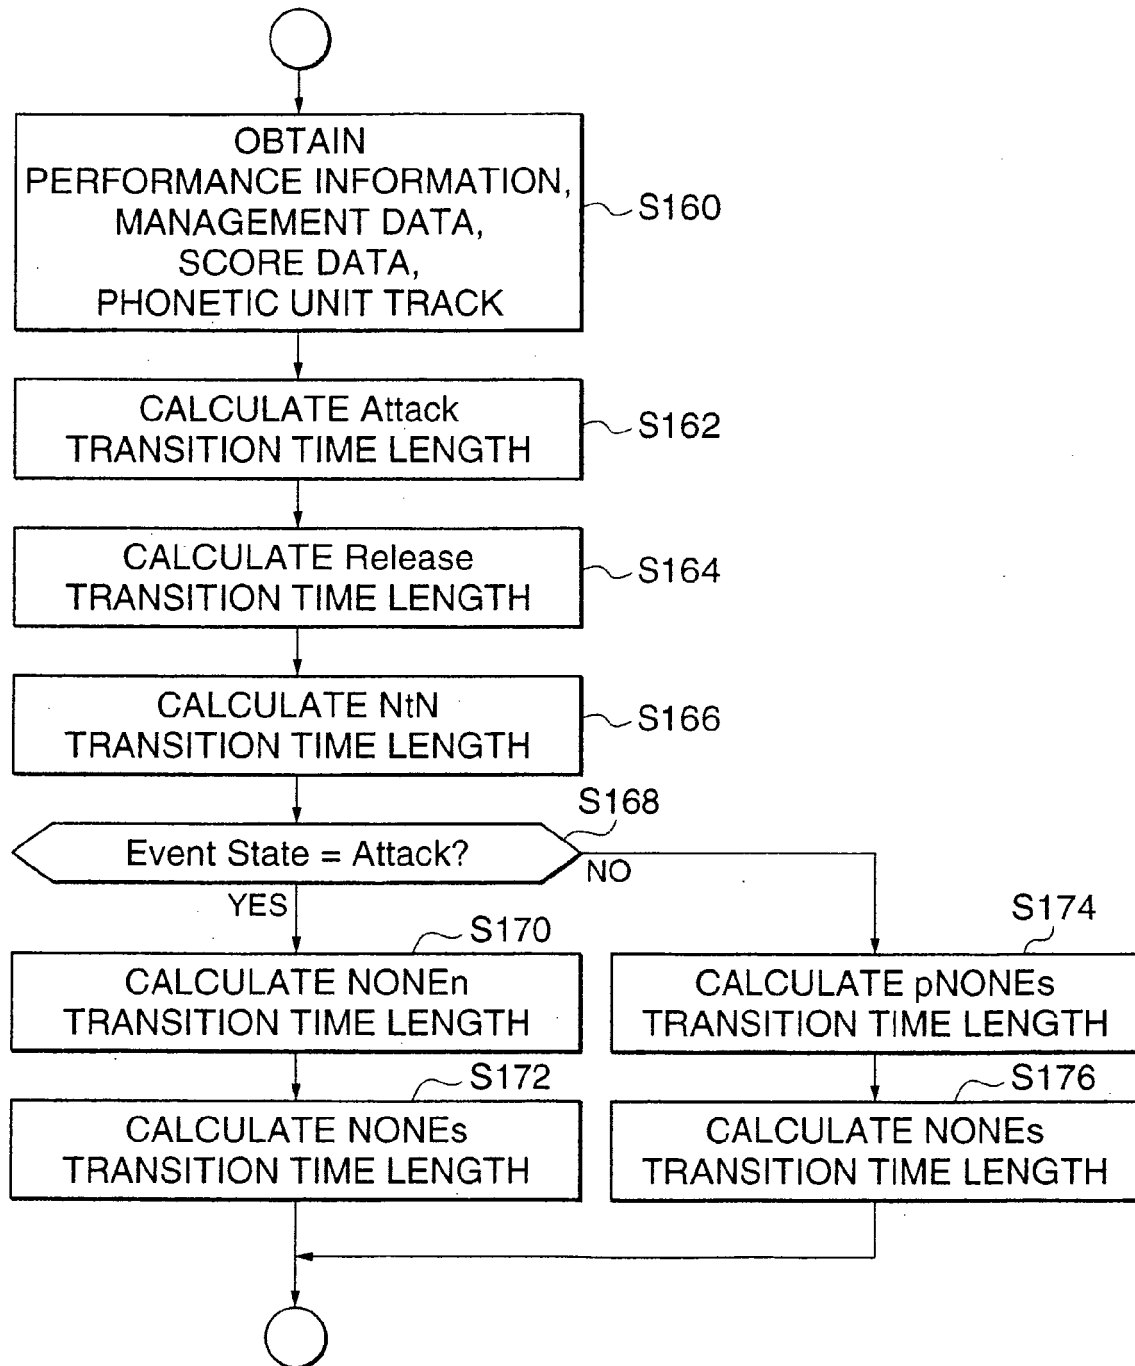 OBTAIN
PERFORMANCE INFORMATION,
MANAGEMENT DATA,
SCORE DATA,
PHONETIC UNIT TRACK
S160
CALCULATE Attack
TRANSITION TIME LENGTH
S162
CALCULATE Release
TRANSITION TIME LENGTH
S164
CALCULATE NtN
TRANSITION TIME LENGTH
S166
S168
Event State = Attack?
NO
YES
S170
CALCULATE NONEn
TRANSITION TIME LENGTH
S172
CALCULATE NONEs
TRANSITION TIME LENGTH
S174
CALCULATE pNONEs
TRANSITION TIME LENGTH
S176
CALCULATE NONEs
TRANSITION TIME LENGTH